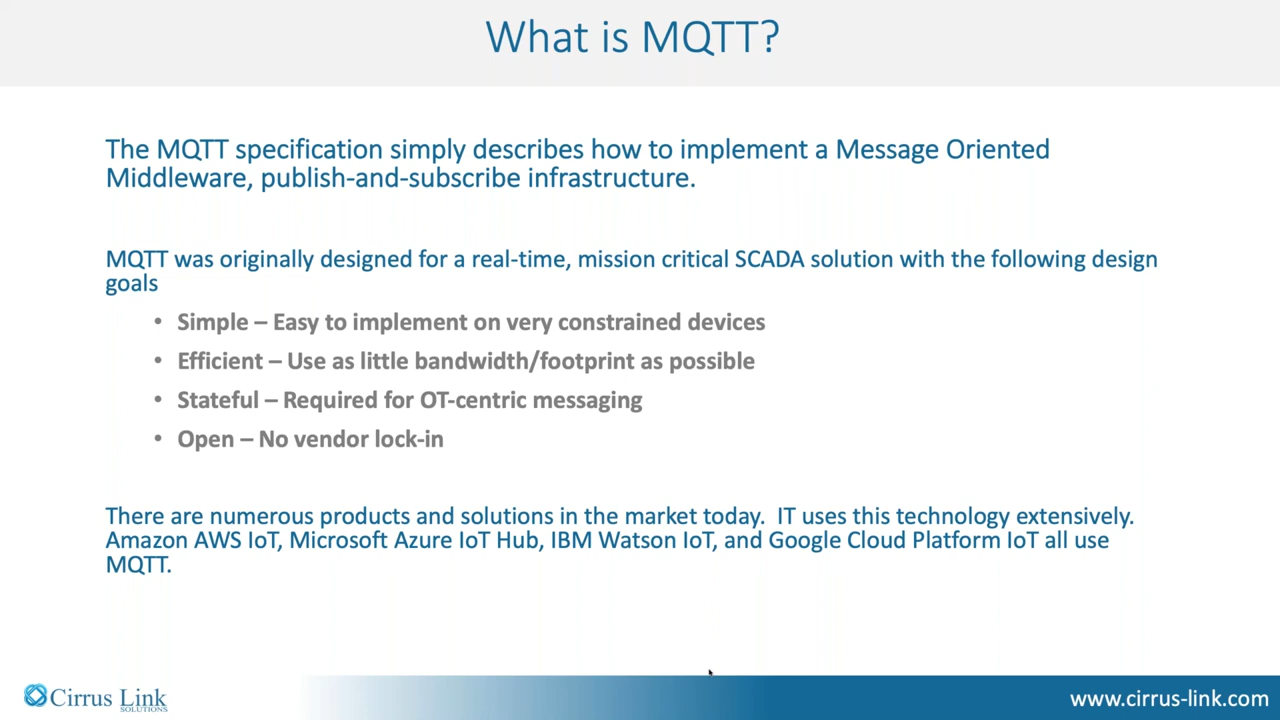 What is MQTT?
The MQTT specification simply describes how to implement a Message Oriented
Middleware, publish-and-subscribe infrastructure.
MQTT was originally designed for a real-time, mission critical SCADA solution with the following design
goals
• Simple – Easy to implement on very constrained devices
• Efficient – Use as little bandwidth/footprint as possible
• Stateful – Required for OT-centric messaging
• Open – No vendor lock-in
There are numerous products and solutions in the market today.  IT uses this technology extensively.
Amazon AWS IoT, Microsoft Azure IoT Hub, IBM Watson IoT, and Google Cloud Platform IoT all use
MQTT.
Cirrus Link
SOLUTIONS
www.cirrus-link.com